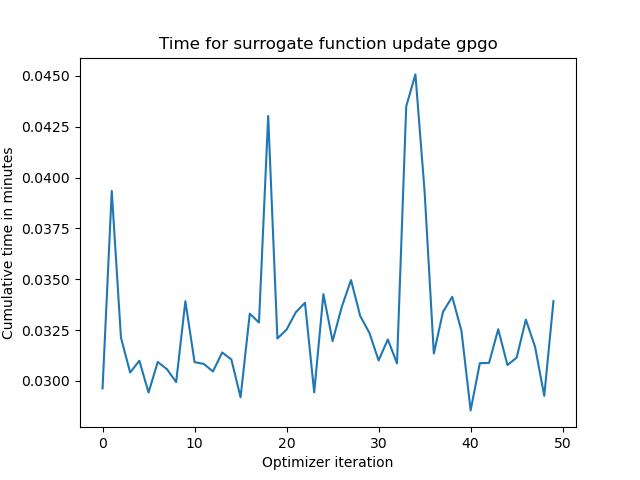 Time for surrogate function update gpgo
Cumulative time in minutes
0.0450
0.0425
0.0400
0.0375
0.0350
0.0325
0.0300
0 10 20 30 40 50
Optimizer iteration